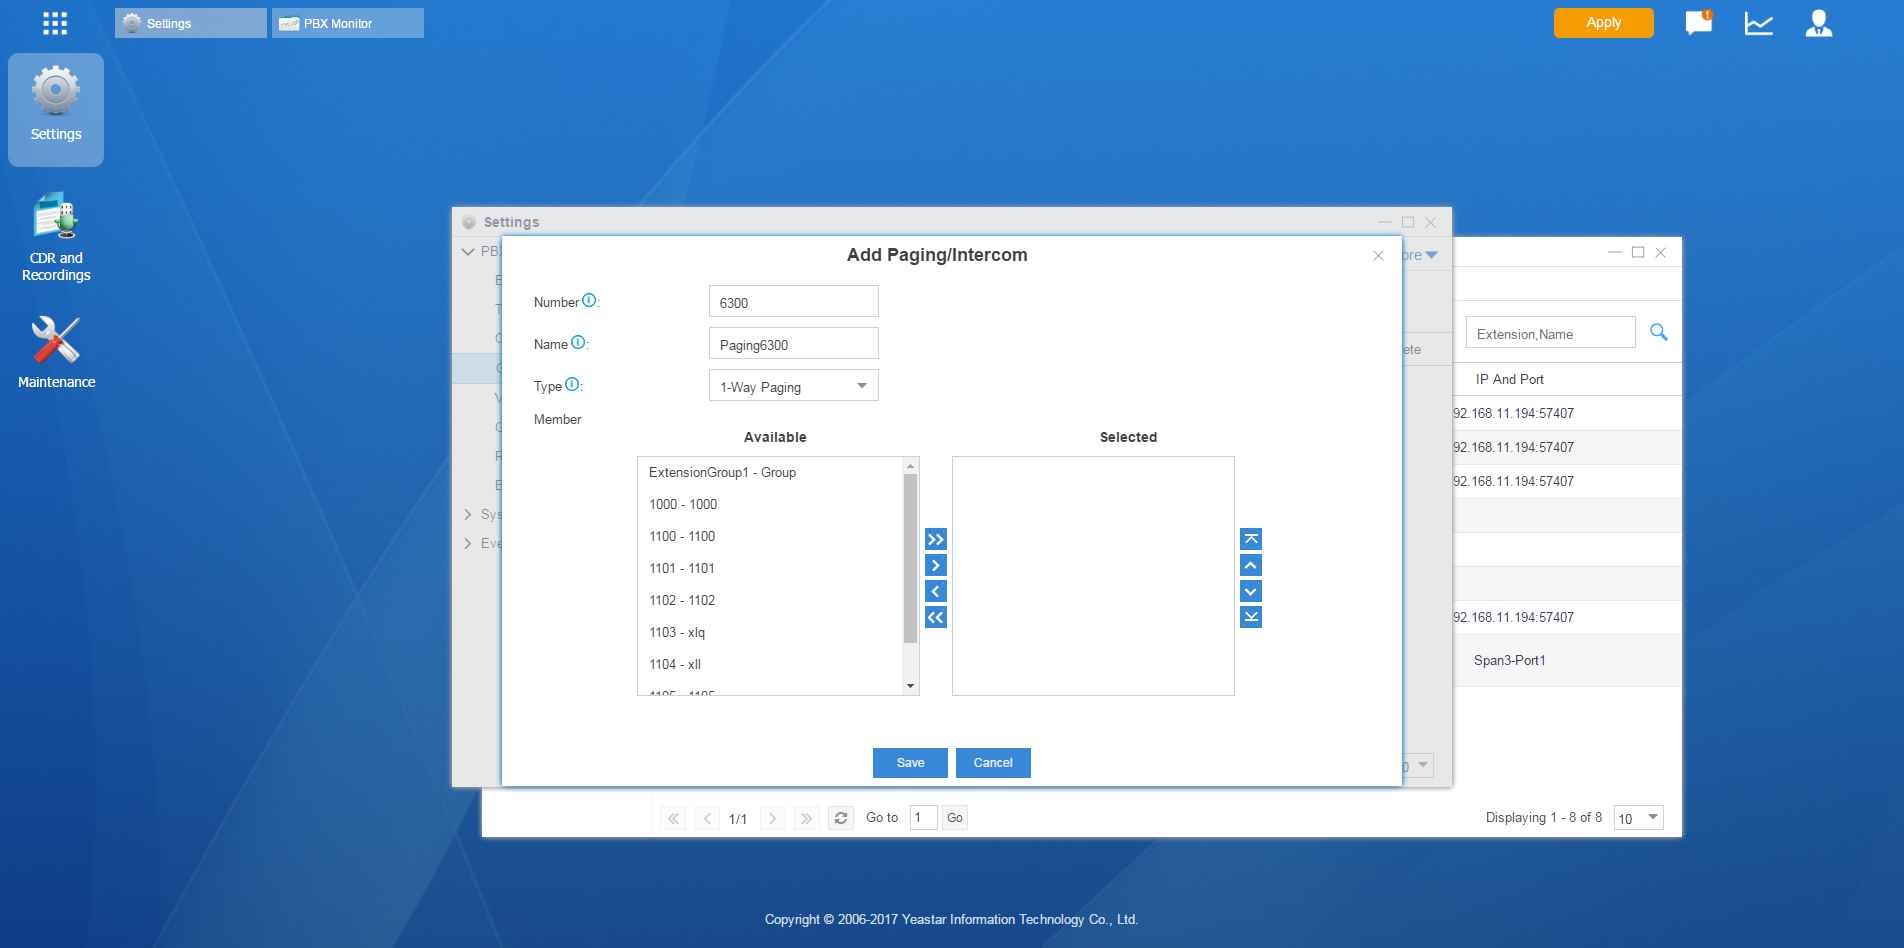 Settings
PBX Monitor
Apply
Settings
CDR and
Recordings
Maintenance
Settings
PBX
Sys
Eve
ore
ete
Add Paging/Intercom
Number :
6300
Name :
Paging6300
Type :
1-Way Paging
Member
Available
Selected
ExtensionGroup1 - Group
1000 - 1000
1100 - 1100
1101 - 1101
1102 - 1102
1103 - xlq
1104 - xll
1105 - 1105
Save
Cancel
Extension,Name
IP And Port
92.168.11.194:57407
92.168.11.194:57407
92.168.11.194:57407
92.168.11.194:57407
Span3-Port1
1/1
Go to
1
Go
Displaying 1 - 8 of 8
10
Copyright © 2006-2017 Yeastar Information Technology Co., Ltd.